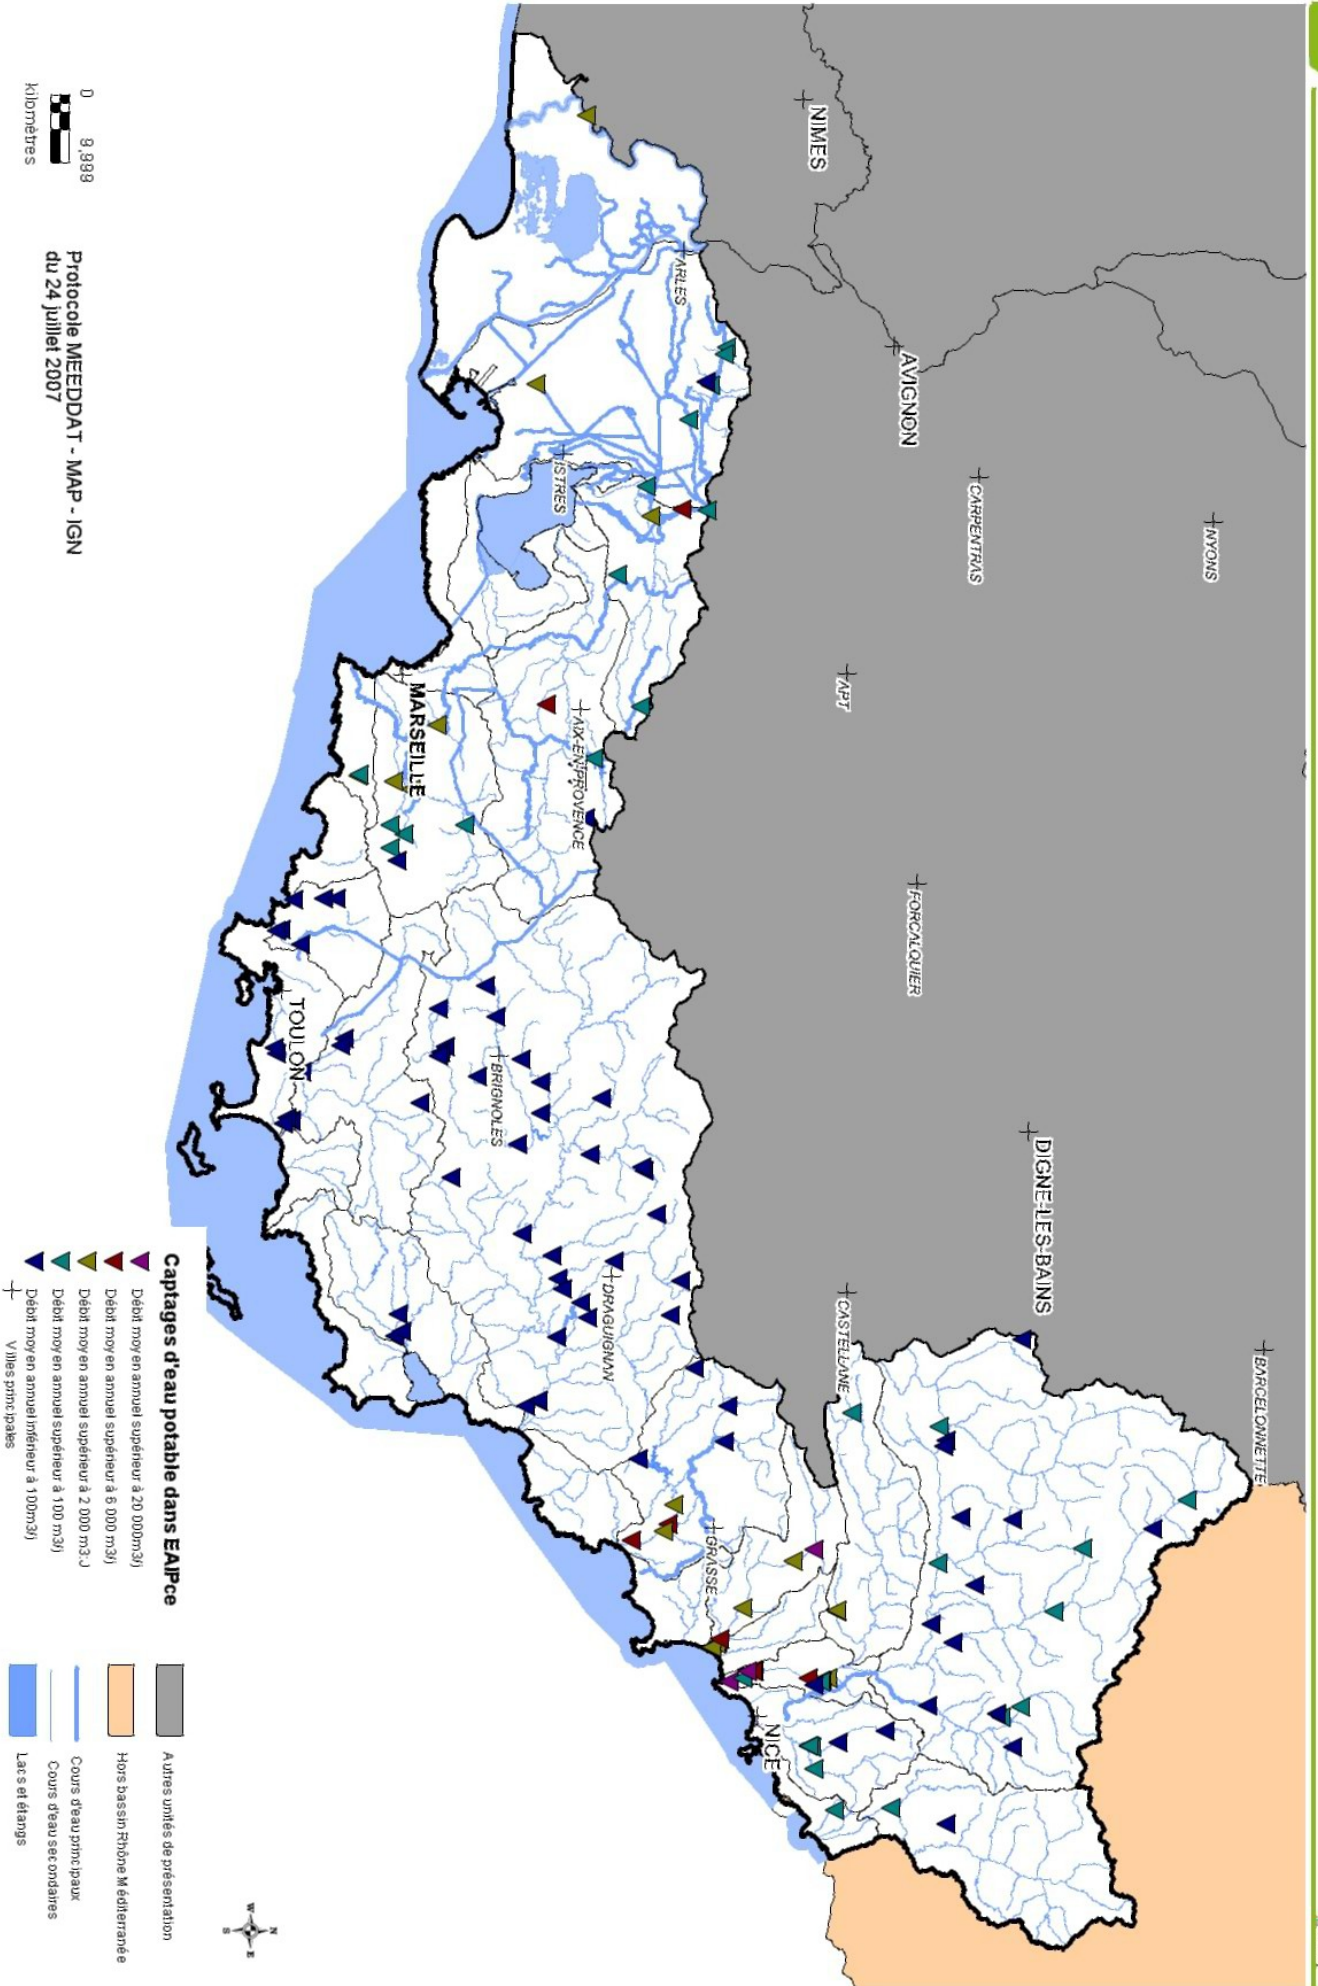 NYONS
BARCELONNETTE
CARPENTRAS
DIGNE-LES-BAINS
NIMES
AVIGNON
FORCALQUIER
APT
CASTELLANE
ARLES
GRASSE
DRAGUIGNAN
NICE
AIX-EN-PROVENCE
ISTRES
BRIGNOLES
MARSEILLE
TOULON
Captages d'eau potable dans EAIPce
Débit moyen annuel supérieur à 20 000m3/j
Débit moyen annuel supérieur à 6 000 m3/j
Débit moyen annuel supérieur à 2 000 m3:J
Débit moyen annuel supérieur à 100 m3/j
Débit moyen annuel inférieur à 100m3/j
Villes principales
Autres unités de présentation
Hors bassin Rhône Méditerranée
Cours d'eau principaux
Cours d'eau secondaires
Lacs et étangs
N
W
E
S
0 9,998
kilomètres
Protocole MEEDDAT - MAP - IGN
du 24 juillet 2007